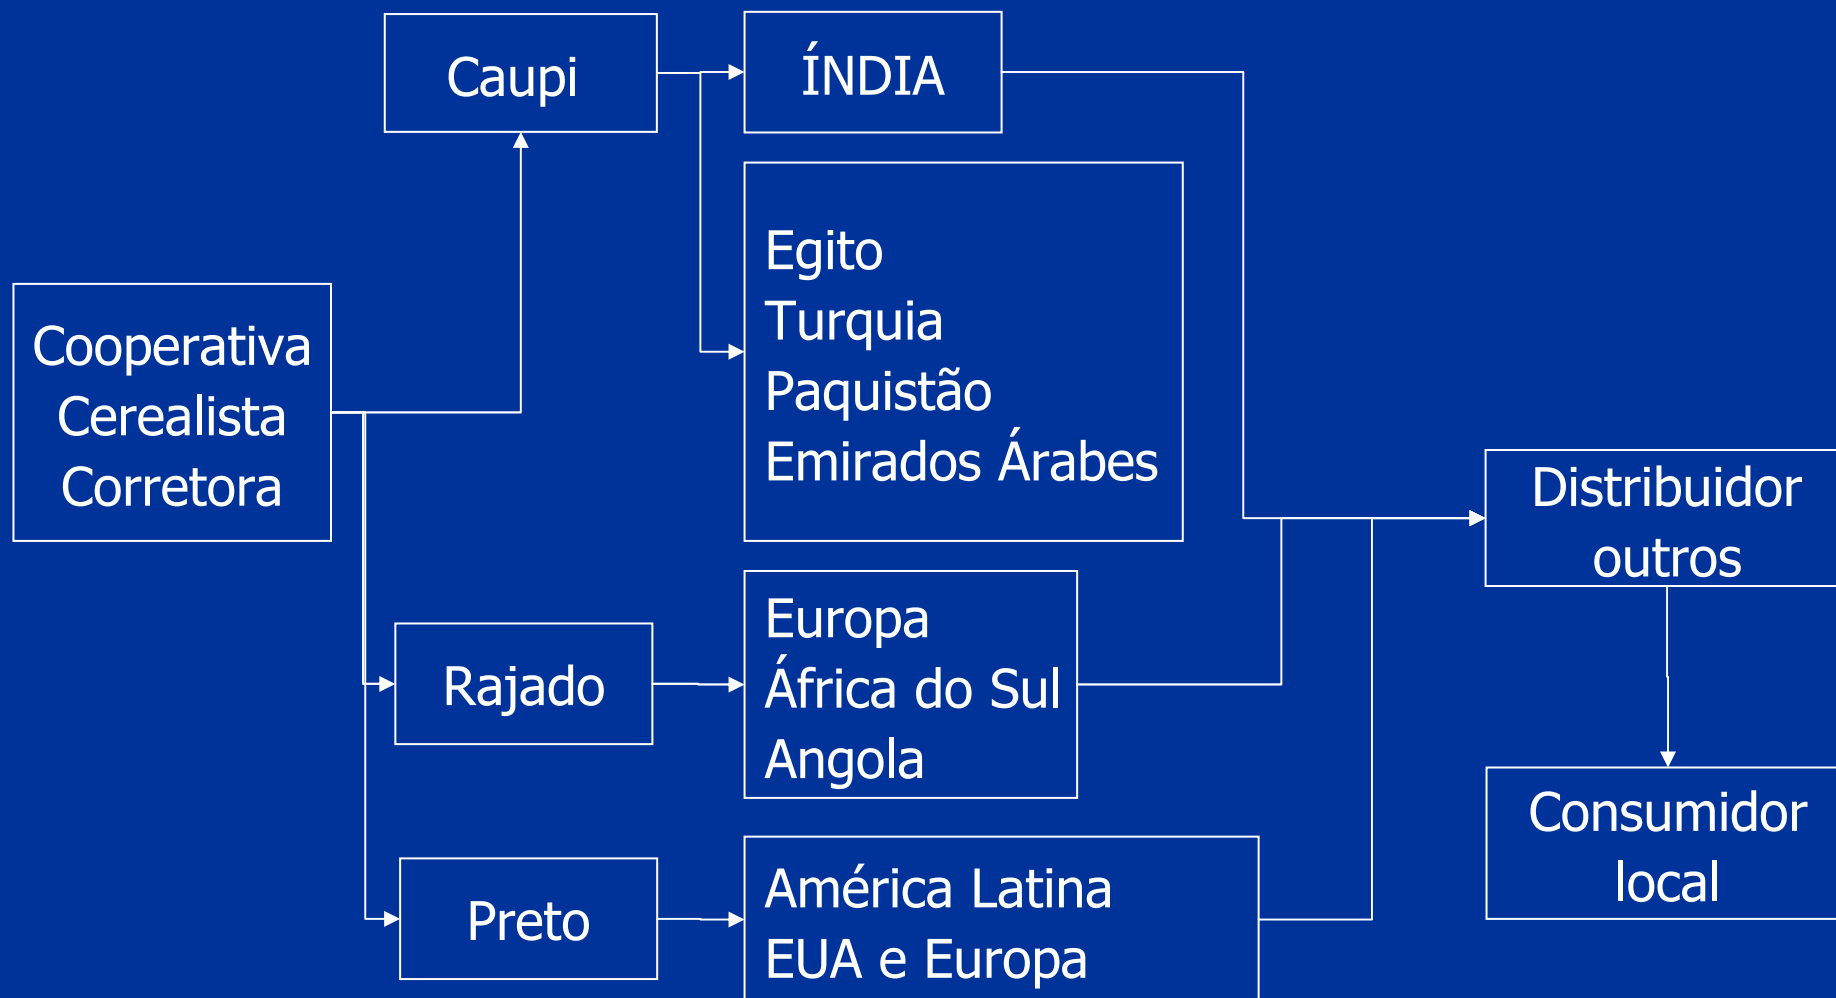 Caupi
ÍNDIA
Egito
Turquia
Paquistão
Emirados Árabes
Cooperativa
Cerealista
Corretora
Distribuidor
outros
Rajado
Europa
África do Sul
Angola
Consumidor
local
Preto
América Latina
EUA e Europa